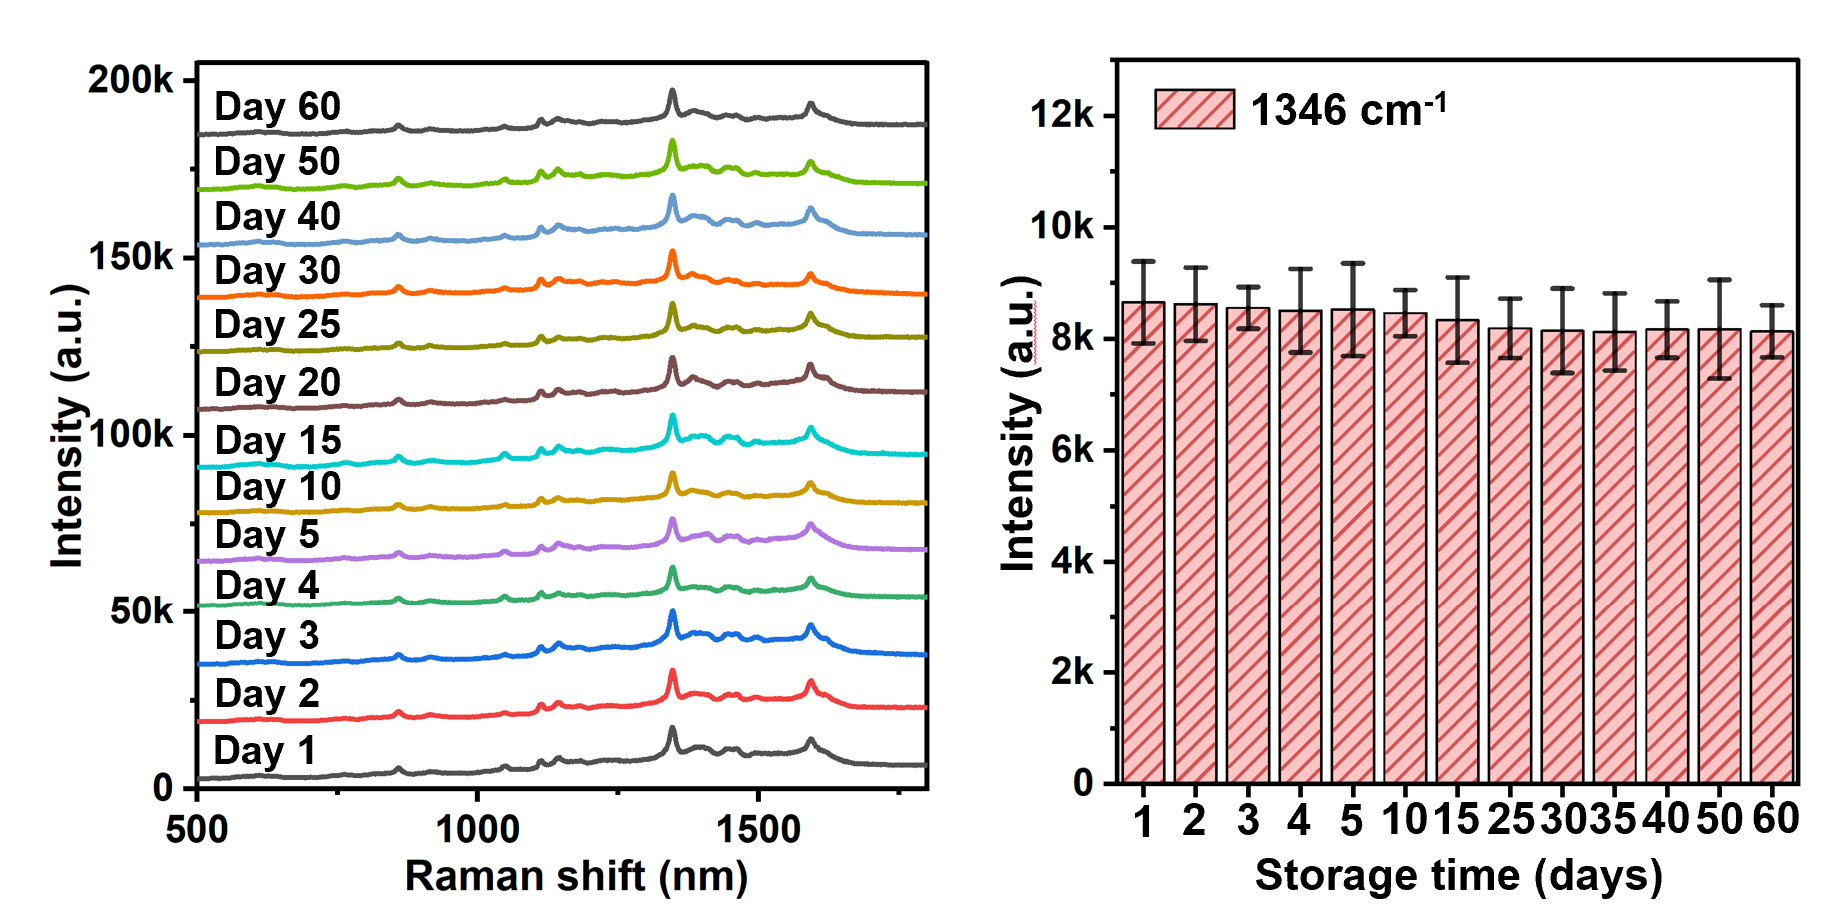 200k
150k
100k
50k
0
Intensity (a.u.)
Day 60
Day 50
Day 40
Day 30
Day 25
Day 20
Day 15
Day 10
Day 5
Day 4
Day 3
Day 2
Day 1
500 1000 1500
Raman shift (nm)
1346 cm⁻¹
12k
10k
8k
6k
4k
2k
0
Intensity (a.u.)
1 2 3 4 5 10 15 25 30 35 40 50 60
Storage time (days)